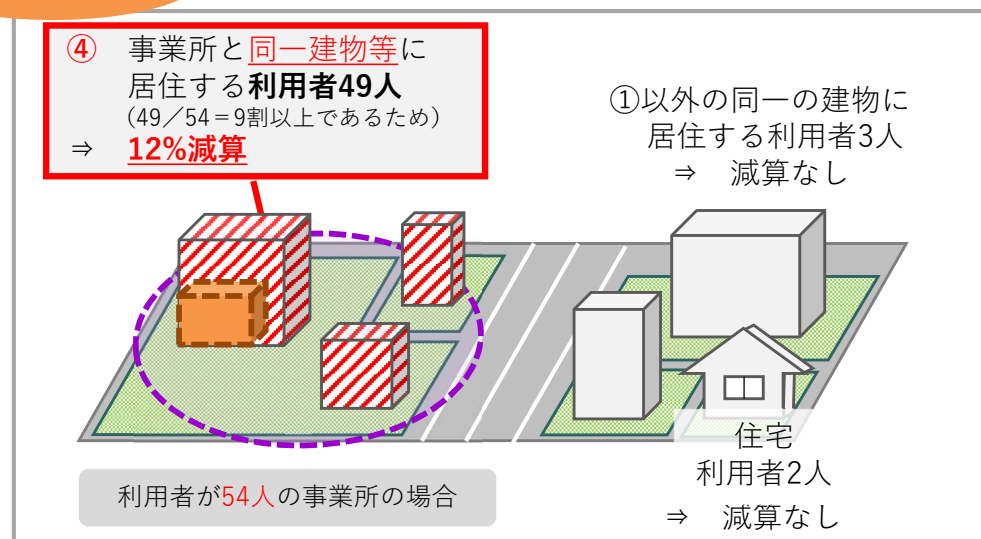 ④ 事業所と同一建物等に
居住する利用者49人
（49／54＝9割以上であるため）
⇒ 12%減算
①以外の同一の建物に
居住する利用者3人
⇒ 減算なし
住宅
利用者2人
⇒ 減算なし
利用者が54人の事業所の場合